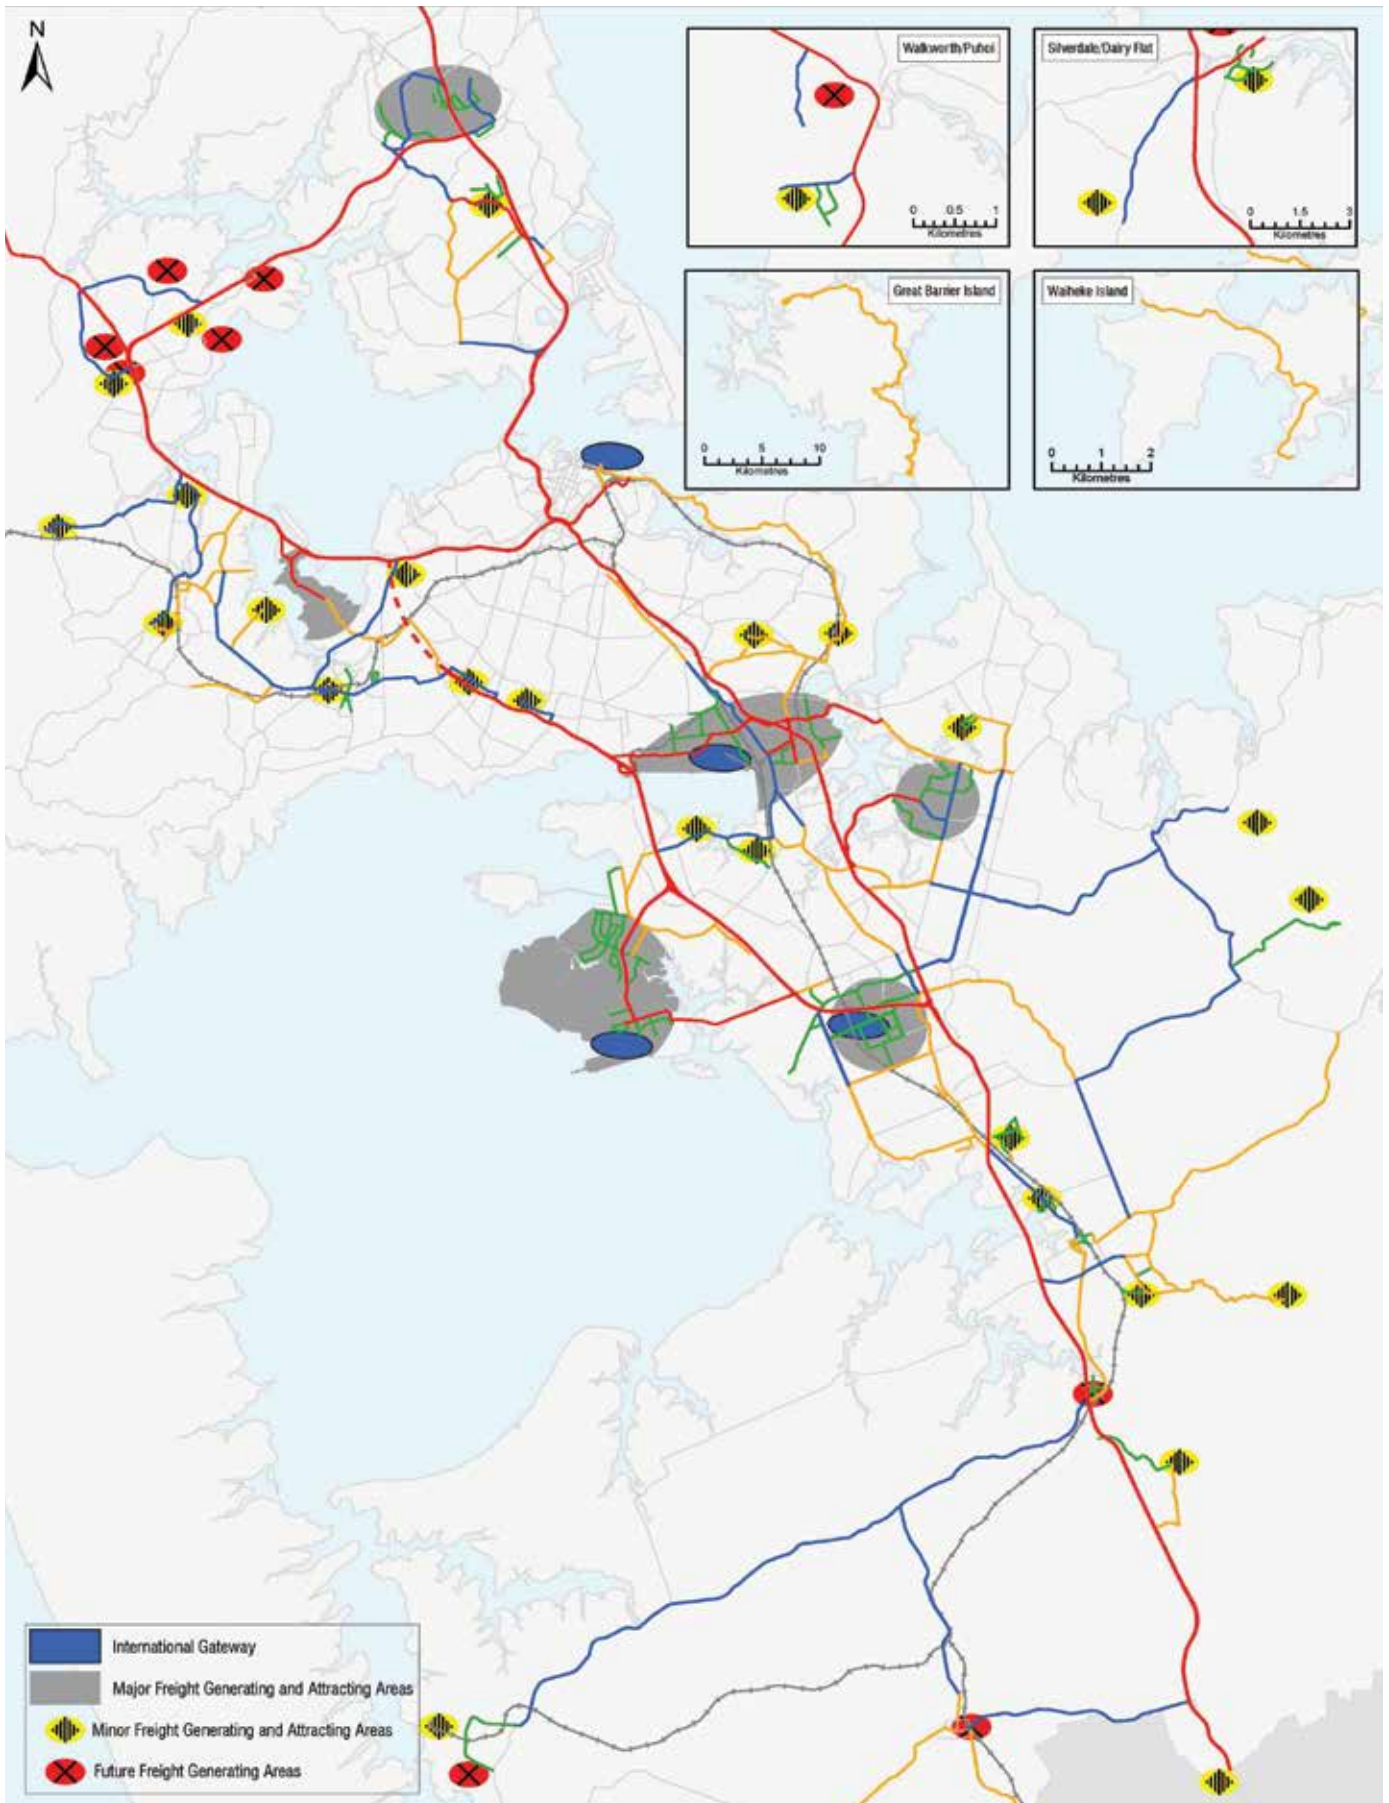 N
Walkworth/Puhoi
0 0.5 1
Kilometres
Silverdale/Dairy Flat
0 1.5 3
Kilometres
Great Barrier Island
0 5 10
Kilometres
Waiheke Island
0 1 2
Kilometres
International Gateway
Major Freight Generating and Attracting Areas
Minor Freight Generating and Attracting Areas
Future Freight Generating Areas